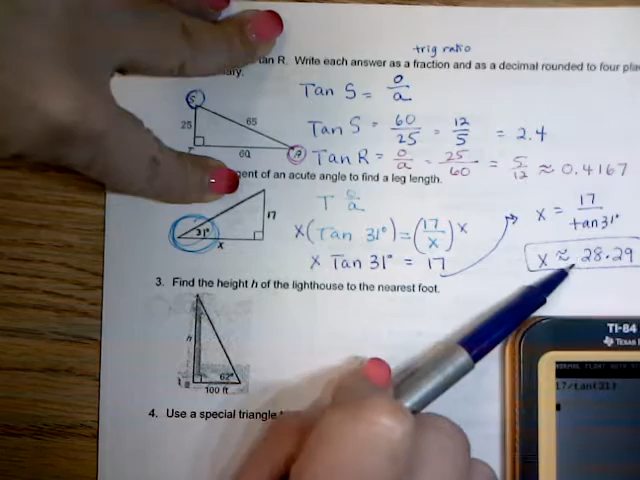 trig ratio
tan R. Write each answer as a fraction and as a decimal rounded to four
Tan S = o/a
S
25
65
60
R
Tan S = 60/25 = 12/5 = 2.4
Tan R = o/a = 25/60 = 5/12 ≈ 0.4167
of an acute angle to find a leg length.
T o/a
17
31°
x
x(Tan 31°) = (17/x)x
x = 17/tan31°
x Tan 31° = 17
x ≈ 28.29
3. Find the height h of the lighthouse to the nearest foot.
h
62°
100 ft
4. Use a special triangle
TI-84
TEXAS
17/tan(31)